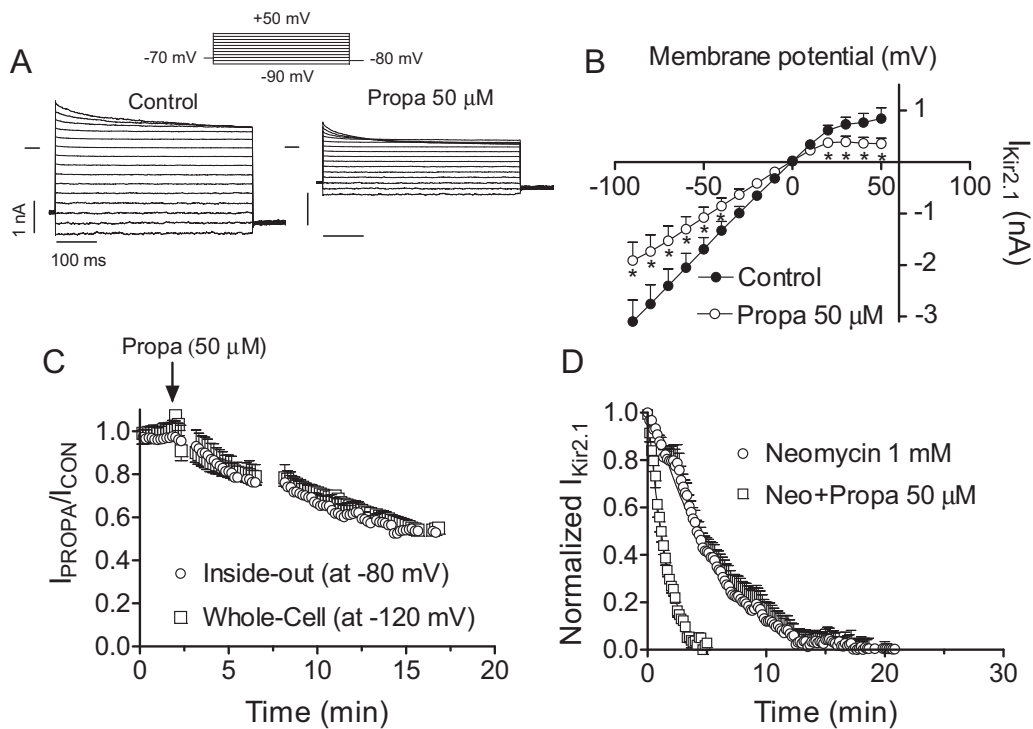 +50 mV
-70 mV
-80 mV
-90 mV
A
Control
Propa 50 μM
1 nA
100 ms
B
Membrane potential (mV)
1
-100 -50 0 50 100
-1
-2
-3
IKir2.1 (nA)
* * * *
* * * * * *
Control
Propa 50 μM
C
Propa (50 μM)
1.0
0.8
0.6
0.4
0.2
0.0
IPROPA/ICON
Inside-out (at -80 mV)
Whole-Cell (at -120 mV)
0 5 10 15 20
Time (min)
D
1.0
0.8
0.6
0.4
0.2
0.0
Normalized IKir2.1
Neomycin 1 mM
Neo+Propa 50 μM
0 10 20 30
Time (min)